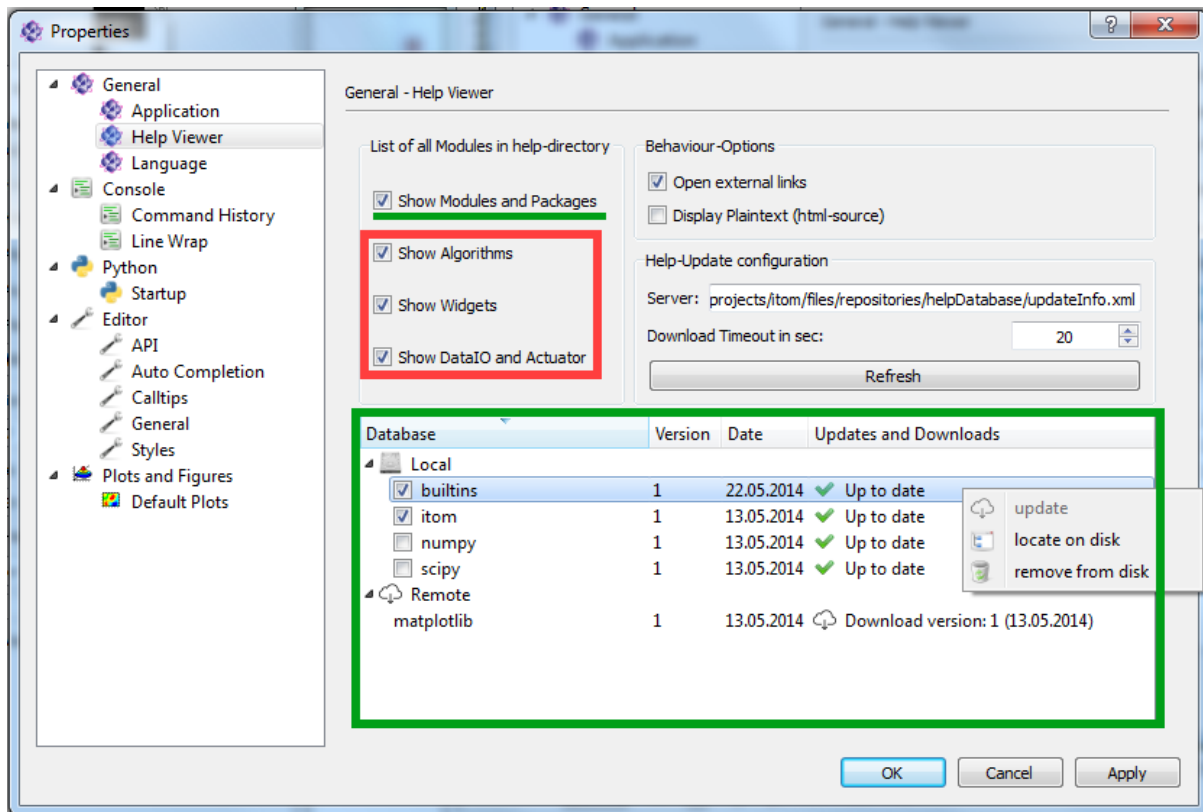 Properties
General
Application
Help Viewer
Language
Console
Command History
Line Wrap
Python
Startup
Editor
API
Auto Completion
Calltips
General
Styles
Plots and Figures
Default Plots
General - Help Viewer
List of all Modules in help-directory
Show Modules and Packages
Show Algorithms
Show Widgets
Show DataIO and Actuator
Behaviour-Options
Open external links
Display Plaintext (html-source)
Help-Update configuration
Server: projects/itom/files/repositories/helpDatabase/updateInfo.xml
Download Timeout in sec: 20
Refresh
Database Version Date Updates and Downloads
Local
builtins 1 22.05.2014 Up to date
itom 1 13.05.2014 Up to date
numpy 1 13.05.2014 Up to date
scipy 1 13.05.2014 Up to date
Remote
matplotlib 1 13.05.2014 Download version: 1 (13.05.2014)
update
locate on disk
remove from disk
OK Cancel Apply